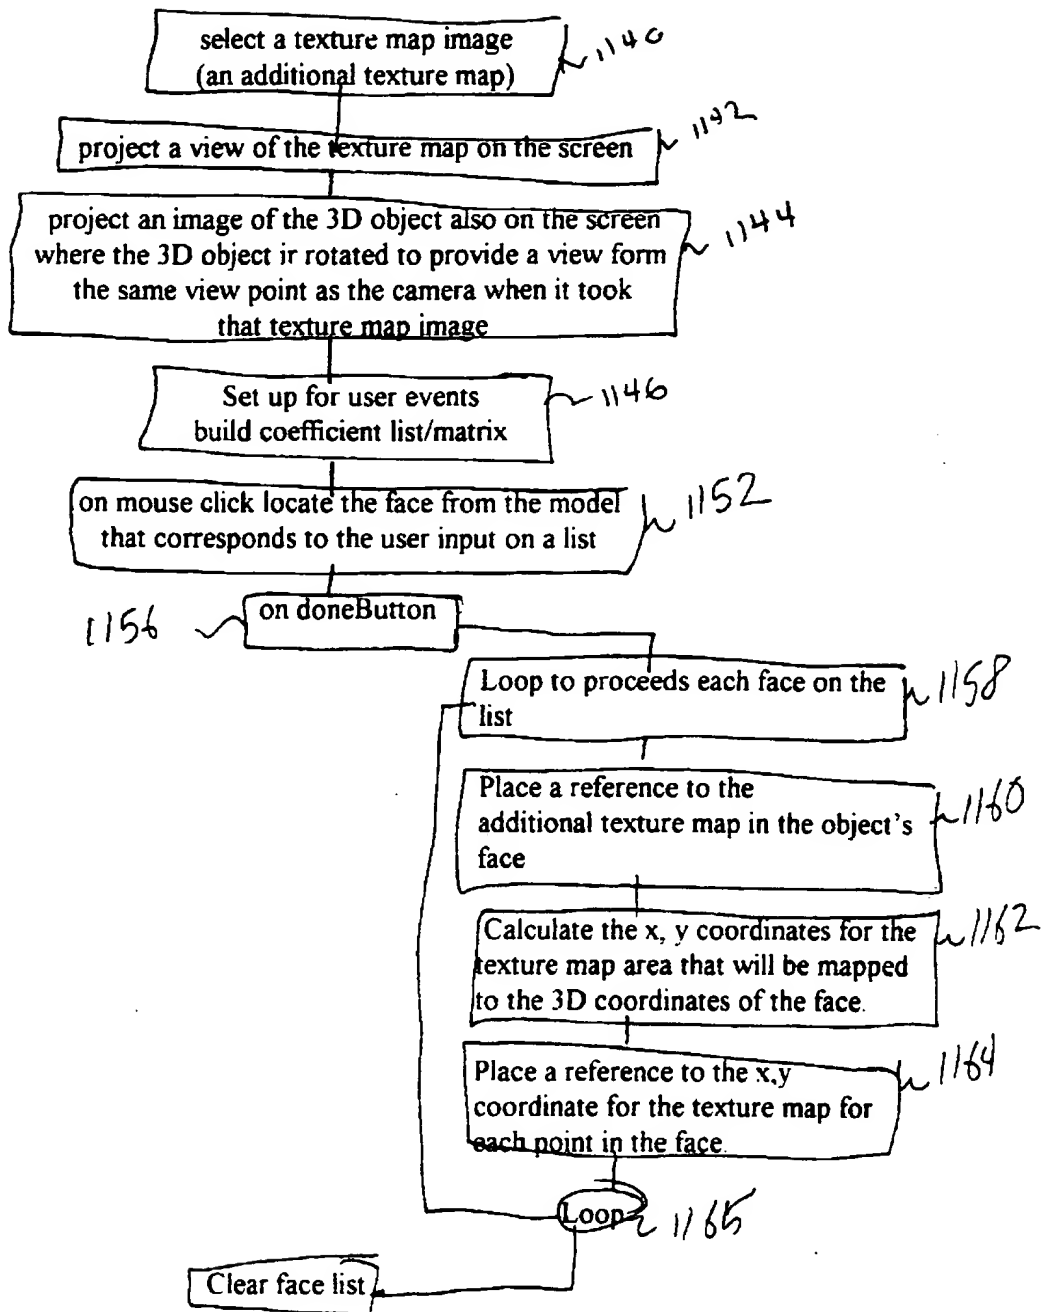 select a texture map image
(an additional texture map)
1140
project a view of the texture map on the screen
1142
project an image of the 3D object also on the screen
where the 3D object ir rotated to provide a view form
the same view point as the camera when it took
that texture map image
1144
Set up for user events
build coefficient list/matrix
1146
on mouse click locate the face from the model
that corresponds to the user input on a list
1152
on doneButton
1156
Loop to proceeds each face on the
list
1158
Place a reference to the
additional texture map in the object's
face
1160
Calculate the x, y coordinates for the
texture map area that will be mapped
to the 3D coordinates of the face.
1162
Place a reference to the x,y
coordinate for the texture map for
each point in the face.
1164
Loop
1165
Clear face list